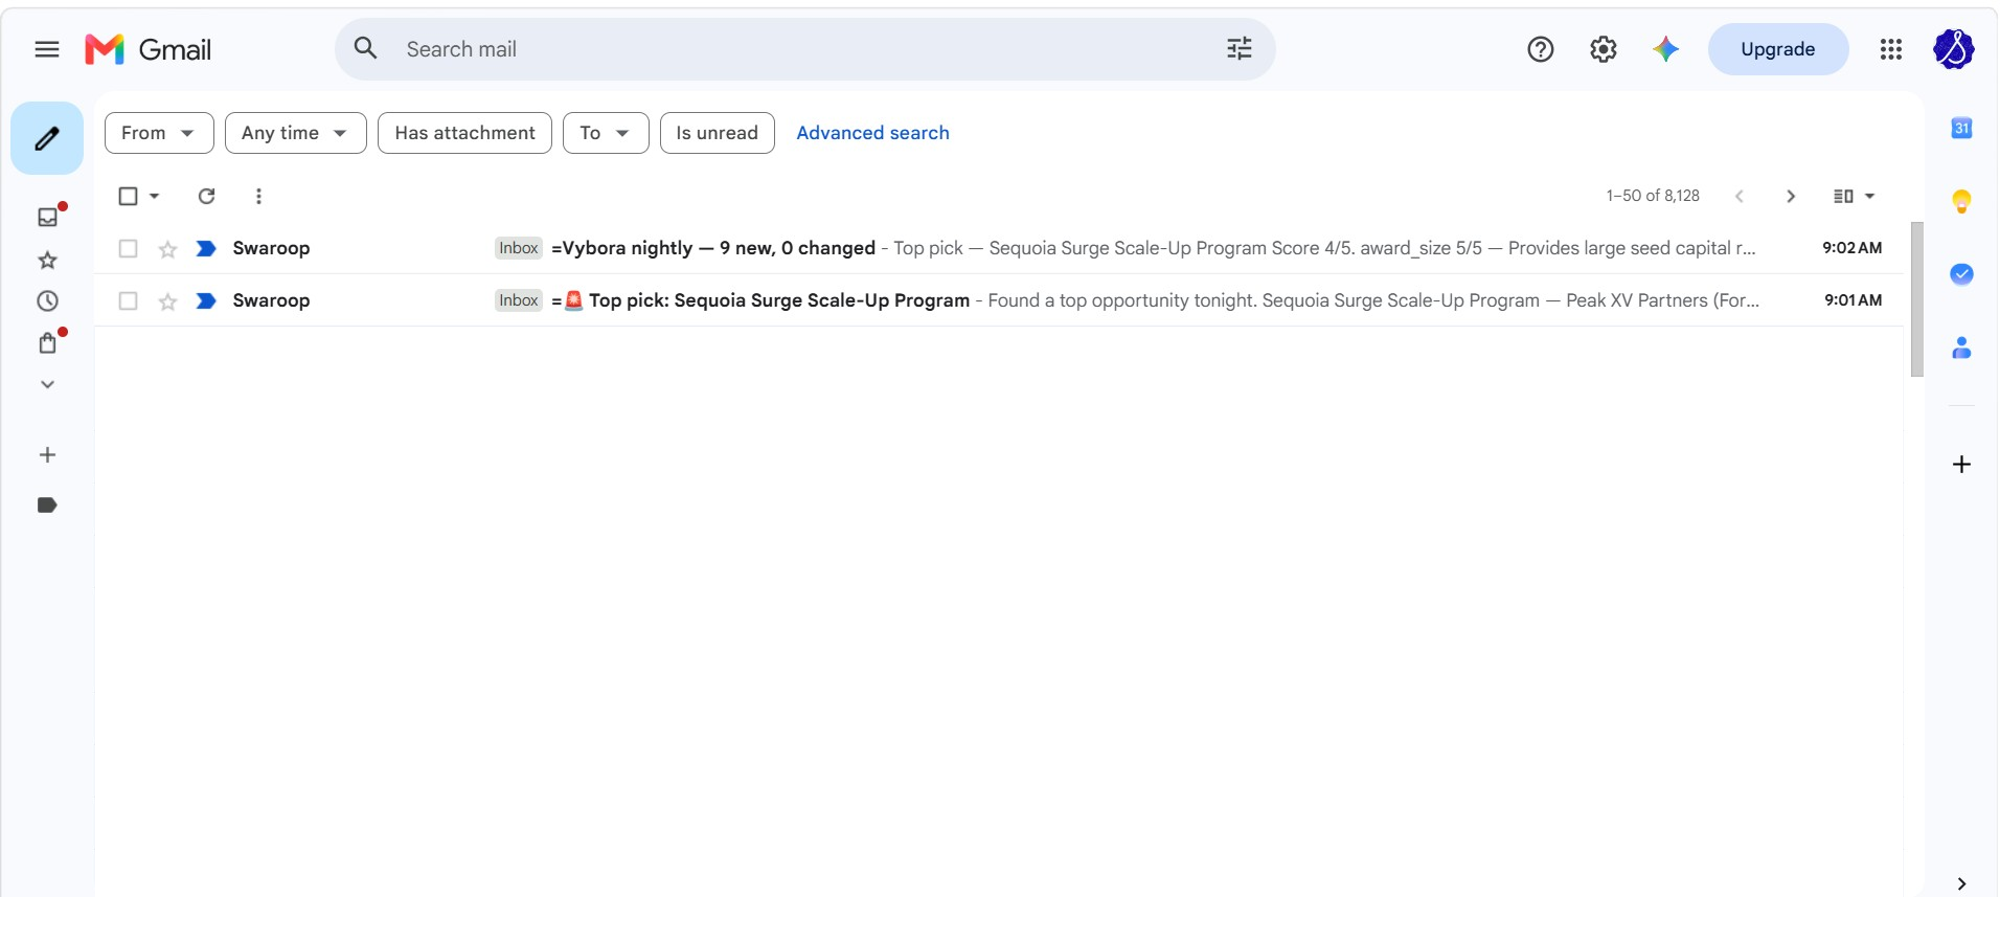 Gmail
Search mail
Upgrade
From
Any time
Has attachment
To
Is unread
Advanced search
31
1–50 of 8,128
Swaroop Inbox =Vybora nightly — 9 new, 0 changed - Top pick — Sequoia Surge Scale-Up Program Score 4/5. award_size 5/5 — Provides large seed capital r... 9:02 AM
Swaroop Inbox =🚨 Top pick: Sequoia Surge Scale-Up Program - Found a top opportunity tonight. Sequoia Surge Scale-Up Program — Peak XV Partners (For... 9:01 AM